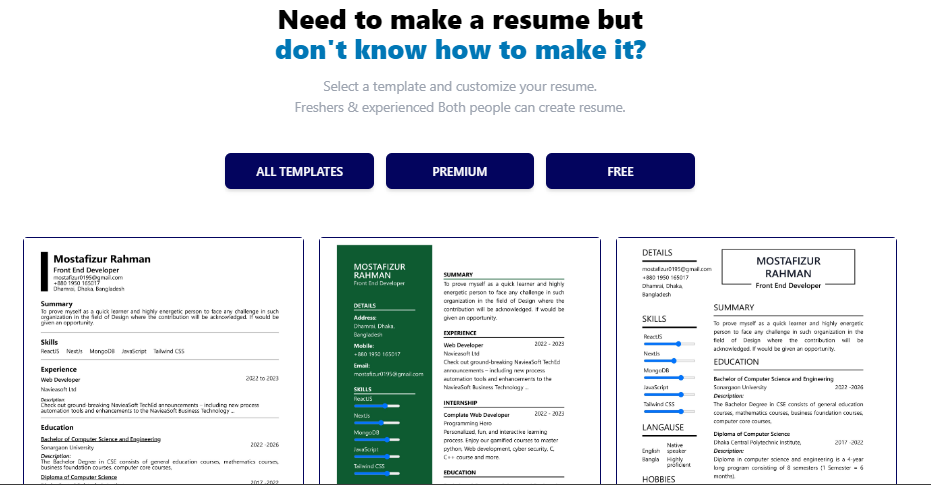 Need to make a resume but
don't know how to make it?
Select a template and customize your resume.
Freshers & experienced Both people can create resume.
ALL TEMPLATES
PREMIUM
FREE
Mostafizur Rahman
Front End Developer
mostafizur0195@gmail.com
+880 1950 165017
Dhamrai, Dhaka, Bangladesh
Summary
To prove myself as a quick learner and highly energetic person to face any challenge in such
organization in the field of Design where the contribution will be acknowledged. If would be
given an opportunity.
Skills
ReactJS NextJs MongoDB JavaScript Tailwind CSS
Experience
Web Developer 2022 to 2023
Navieasoft Ltd
Description:
Check out ground-breaking NavieaSoft TechEd announcements – including new process
automation tools and enhancements to the NavieaSoft Business Technology ...
Education
Bachelor of Computer Science and Engineering
Sonargaon University 2022 -2026
Description:
The Bachelor Degree in CSE consists of general education courses, mathematics courses,
business foundation courses, computer core courses,
Diploma of Computer Science
2017 -2022
MOSTAFIZUR
RAHMAN
Front End Developer
DETAILS
Address:
Dhamrai, Dhaka,
Bangladesh
Mobile:
+880 1950 165017
Email:
mostafizur0195@gmail.com
SKILLS
ReactJS
NextJs
MongoDB
JavaScript
Tailwind CSS
SUMMARY
To prove myself as a quick learner and highly
energetic person to face any challenge in such
organization in the field of Design where the
contribution will be acknowledged. If would be
given an opportunity.
EXPERIENCE
Web Developer 2022 - 2023
Navieasoft Ltd
Check out ground-breaking NavieaSoft TechEd
announcements – including new process
automation tools and enhancements to the
NavieaSoft Business Technology ...
INTERNSHIP
Complete Web Developer 2022 - 2023
Programming Hero
Personalized, fun, and interactive learning
process. Enjoy our gamified courses to master
python; Web development, cyber security, C,
C++ course and more.
EDUCATION
DETAILS
mostafizur0195@gmail.com
+880 1950 165017
Dhamrai, Dhaka,
Bangladesh
SKILLS
ReactJS
NextJs
MongoDB
JavaScript
Tailwind CSS
LANGAUSE
English Native speaker
Bangla Highly proficient
HOBBIES
MOSTAFIZUR
RAHMAN
Front End Developer
SUMMARY
To prove myself as a quick learner and highly energetic
person to face any challenge in such organization in the
field of Design where the contribution will be
acknowledged. If would be given an opportunity.
EDUCATION
Bachelor of Computer Science and Engineering
Sonargaon University 2022 -2026
Description:
The Bachelor Degree in CSE consists of general education
courses, mathematics courses, business foundation courses,
computer core courses,
Diploma of Computer Science
Dhaka Central Polytechnic Institute, 2017 -2022
Description:
Diploma in computer science and engineering is a 4-year
long program consisting of 8 semesters (1 Semester = 6
months).